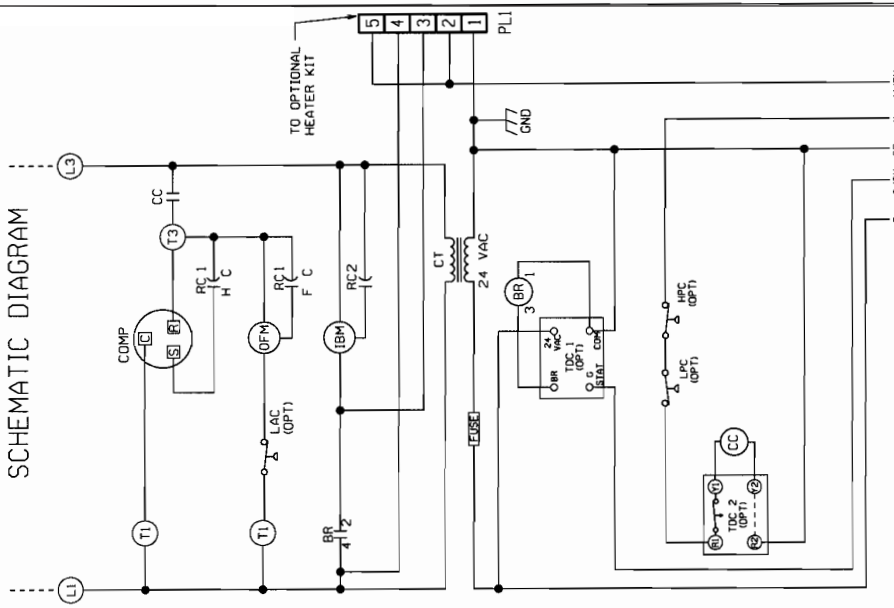 SCHEMATIC DIAGRAM
L1
L3
T1
COMP
C
S
R
T3
CC
RC 1
H C
T1
LAC
(OPT)
OFM
RC1
F C
BR
4 2
IBM
RC2
CT
24 VAC
FUSE
GND
TO OPTIONAL
HEATER KIT
5 4 3 2 1
PL1
BR
3 1
24
VAC
BR
TDC 1
(OPT)
G
STAT
COM
LPC
(OPT)
HPC
(OPT)
R1
Y1
TDC 2
(OPT)
R2
Y2
CC